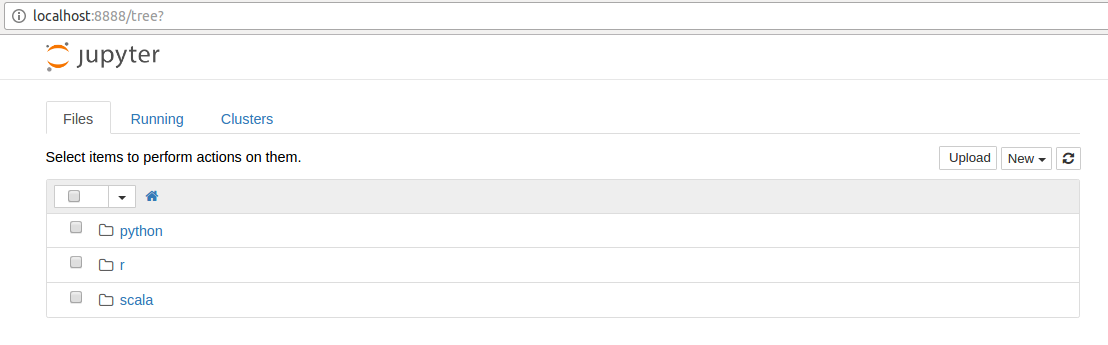 localhost:8888/tree?
jupyter
Files Running Clusters
Select items to perform actions on them.
Upload New
python
r
scala